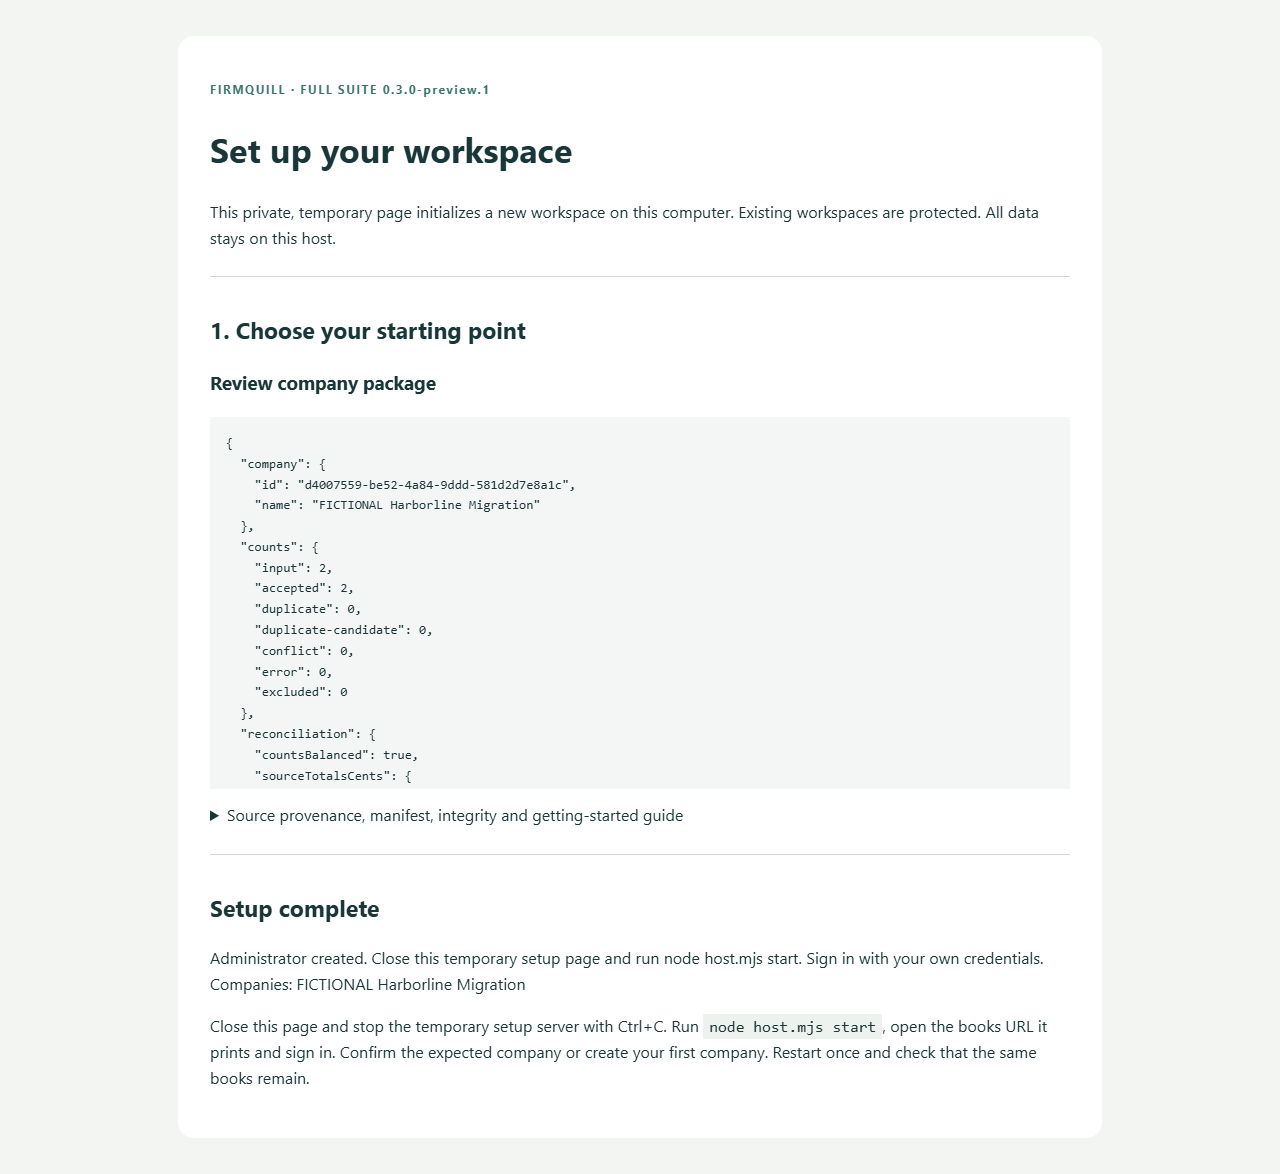 FIRMQUILL · FULL SUITE 0.3.0-preview.1
Set up your workspace
This private, temporary page initializes a new workspace on this computer. Existing workspaces are protected. All data
stays on this host.
1. Choose your starting point
Review company package
{
  "company": {
    "id": "d4007559-be52-4a84-9ddd-581d2d7e8a1c",
    "name": "FICTIONAL Harborline Migration"
  },
  "counts": {
    "input": 2,
    "accepted": 2,
    "duplicate": 0,
    "duplicate-candidate": 0,
    "conflict": 0,
    "error": 0,
    "excluded": 0
  },
  "reconciliation": {
    "countsBalanced": true,
    "sourceTotalsCents": {
▶ Source provenance, manifest, integrity and getting-started guide
Setup complete
Administrator created. Close this temporary setup page and run node host.mjs start. Sign in with your own credentials.
Companies: FICTIONAL Harborline Migration
Close this page and stop the temporary setup server with Ctrl+C. Run node host.mjs start, open the books URL it
prints and sign in. Confirm the expected company or create your first company. Restart once and check that the same
books remain.